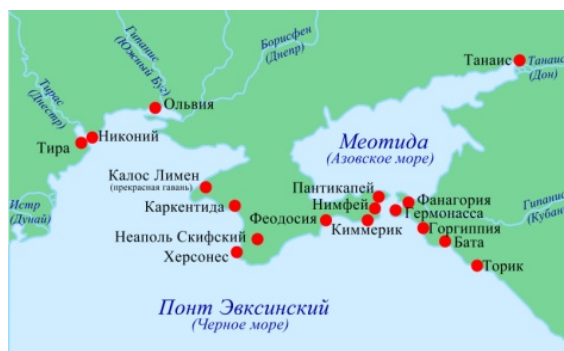 Гипанис
(Южный Буг)
Борисфен
(Днепр)
Тирас
(Днестр)
Танаис
Танаис
(Дон)
Ольвия
Никоний
Тира
Меотида
(Азовское море)
Калос Лимен
(прекрасная гавань)
Пантикапей
Нимфей
Фанагория
Гермонасса
Гипанис
(Кубань)
Истр
(Дунай)
Каркентида
Феодосия
Киммерик
Горгиппия
Неаполь Скифский
Бата
Херсонес
Торик
Понт Эвксинский
(Черное море)